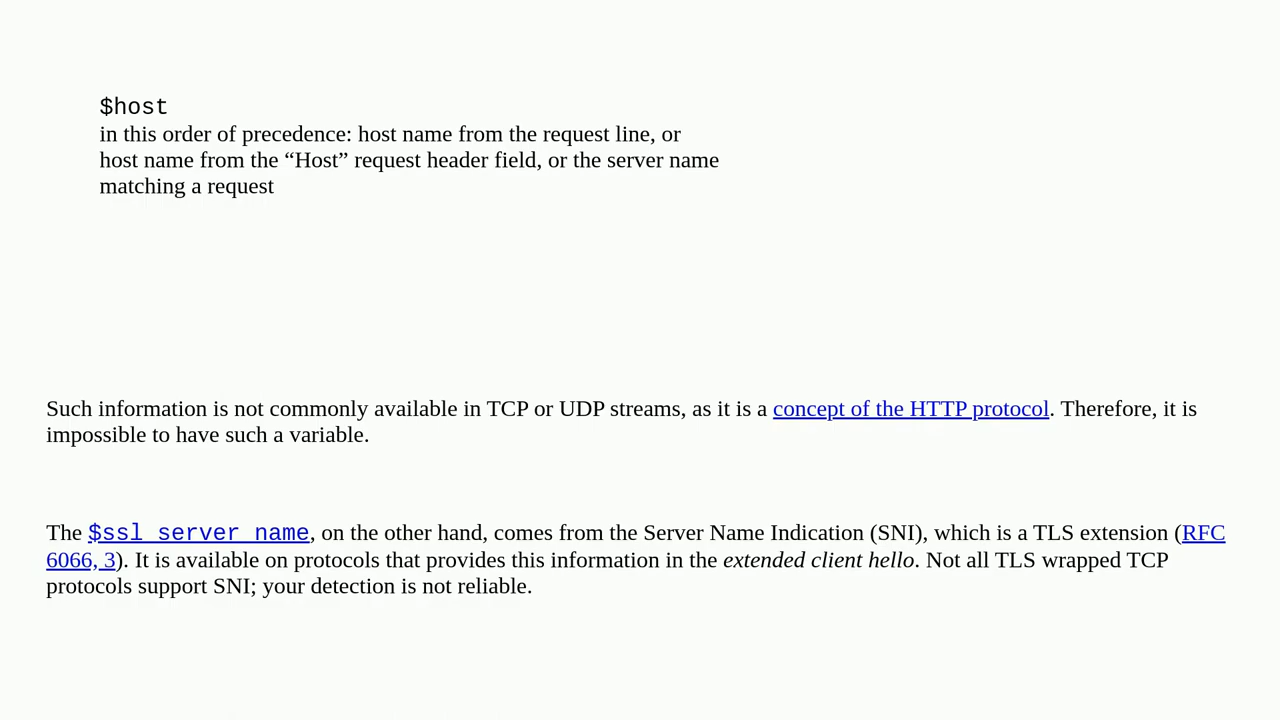 $host
in this order of precedence: host name from the request line, or
host name from the “Host” request header field, or the server name
matching a request
Such information is not commonly available in TCP or UDP streams, as it is a concept of the HTTP protocol. Therefore, it is
impossible to have such a variable.
The $ssl_server_name, on the other hand, comes from the Server Name Indication (SNI), which is a TLS extension (RFC
6066, 3). It is available on protocols that provides this information in the extended client hello. Not all TLS wrapped TCP
protocols support SNI; your detection is not reliable.